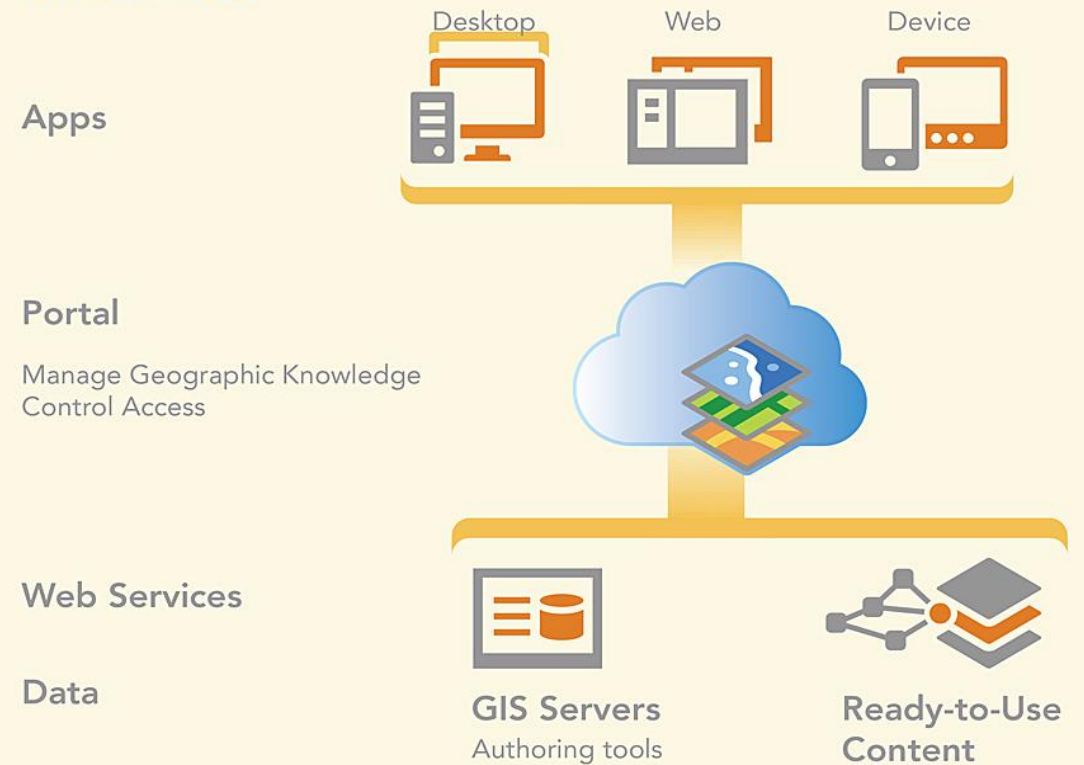 Desktop
Web
Device
Apps
Portal
Manage Geographic Knowledge
Control Access
Web Services
Data
GIS Servers
Authoring tools
Ready-to-Use
Content